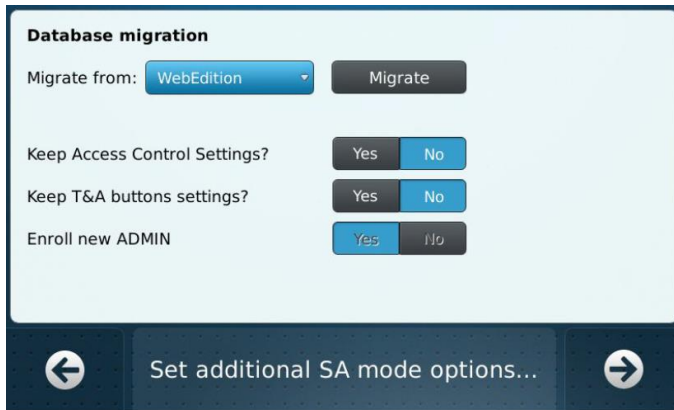 Database migration
Migrate from: WebEdition Migrate
Keep Access Control Settings? Yes No
Keep T&A buttons settings? Yes No
Enroll new ADMIN Yes No
Set additional SA mode options...